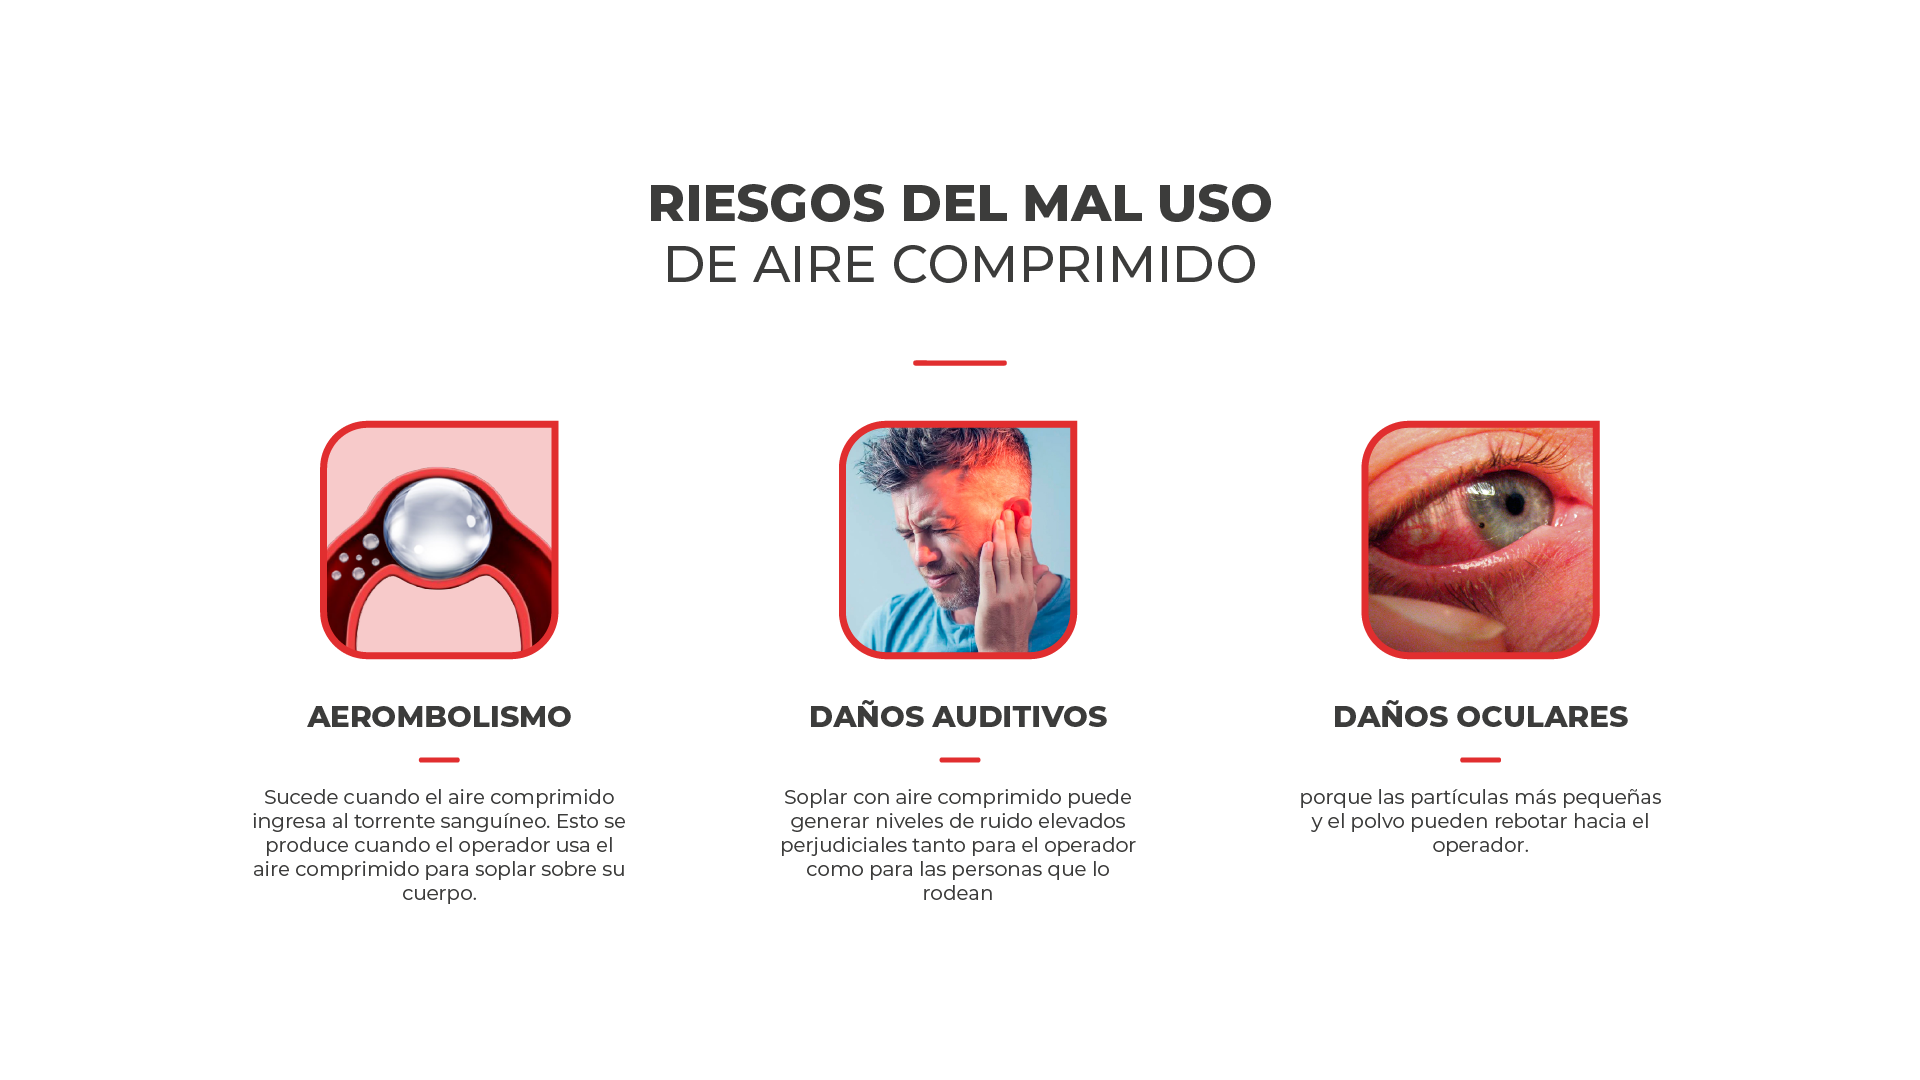 RIESGOS DEL MAL USO
DE AIRE COMPRIMIDO
AEROMBOLISMO
Sucede cuando el aire comprimido
ingresa al torrente sanguíneo. Esto se
produce cuando el operador usa el
aire comprimido para soplar sobre su
cuerpo.
DAÑOS AUDITIVOS
Soplar con aire comprimido puede
generar niveles de ruido elevados
perjudiciales tanto para el operador
como para las personas que lo
rodean
DAÑOS OCULARES
porque las partículas más pequeñas
y el polvo pueden rebotar hacia el
operador.